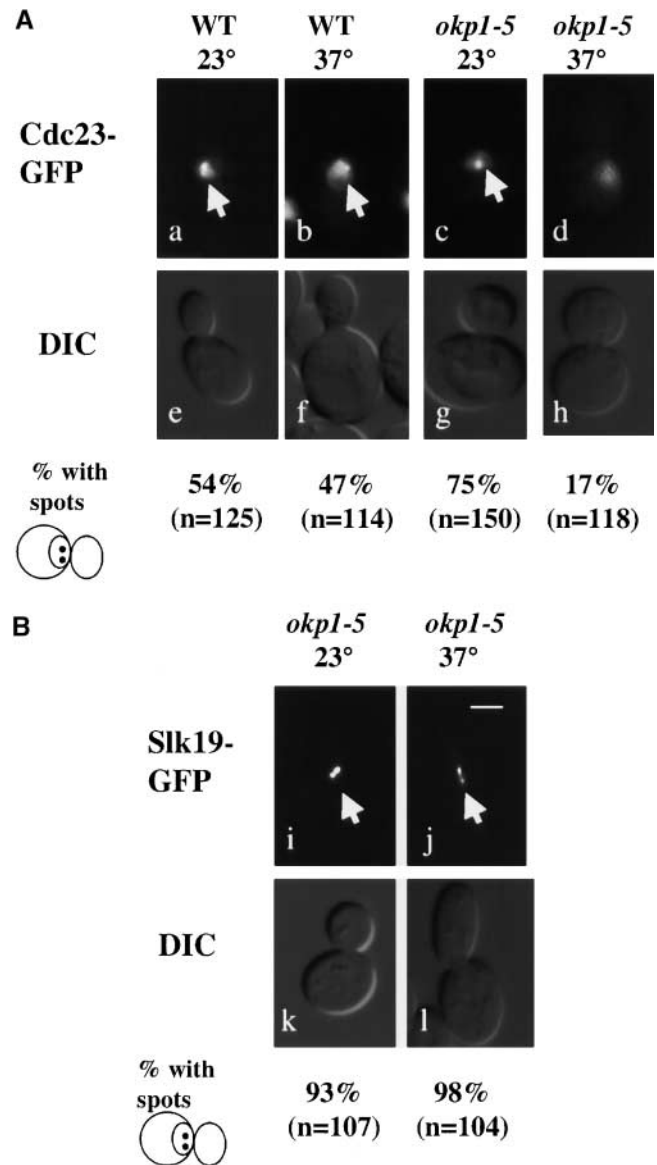 A
WT 23°
WT 37°
okp1-5 23°
okp1-5 37°
Cdc23-GFP
a
b
c
d
DIC
e
f
g
h
% with spots
54% (n=125)
47% (n=114)
75% (n=150)
17% (n=118)
B
okp1-5 23°
okp1-5 37°
Slk19-GFP
i
j
DIC
k
l
% with spots
93% (n=107)
98% (n=104)